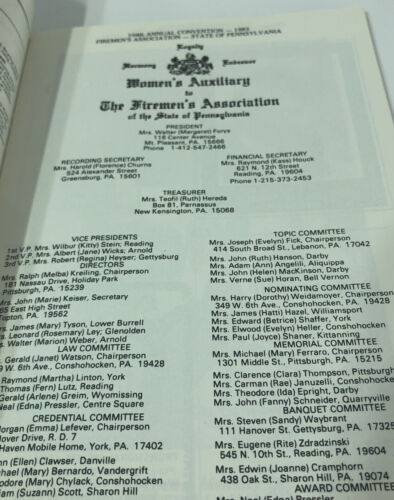 ANNUAL CONVENTION — 1983
FIREMEN'S ASSOCIATION — STATE OF PENNSYLVANIA
Loyalty
Harmony Endeavor
Women's Auxiliary
to
The Firemen's Association
of the State of Pennsylvania
PRESIDENT
Mrs. Walter (Margaret) Forys
116 Center Avenue
Mt. Pleasant, PA. 15666
Phone 1-412-547-2466
RECORDING SECRETARY
Mrs. Harold (Florence) Churns
524 Alexander Street
Greensburg, PA. 15601
FINANCIAL SECRETARY
Mrs. Raymond (Kass) Houck
621 N. 12th Street
Reading, PA. 19604
Phone 1-215-373-2453
TREASURER
Mrs. Teofil (Ruth) Hereda
Box 81, Parnassus
New Kensington, PA. 15068
VICE PRESIDENTS
1st V.P. Mrs. Wilbur (Kitty) Stein; Reading
2nd V.P. Mrs. Albert (Jane) Wicks; Arnold
3rd V.P. Mrs. Robert (Regina) Heyser; Gettysburg
DIRECTORS
Mrs. Ralph (Melba) Kreiling, Chairperson
181 Nassau Drive, Holiday Park
Pittsburgh, PA. 15239
Mrs. John (Marie) Keiser, Secretary
East High Street
Topton, PA. 19562
Mrs. James (Mary) Tyson, Lower Burrell
Leonard (Rosemary) Ley; Glenolden
Walter (Marion) Weber, Arnold
LAW COMMITTEE
Gerald (Janet) Watson, Chairperson
W. 6th Ave., Conshohocken, PA. 19428
Raymond (Martha) Linton, York
Thomas (Fern) Lutz, Reading
Gerald (Arlene) Greim, Wyomissing
Neal (Edna) Pressler, Centre Square
CREDENTIAL COMMITTEE
(Emma) Lefever, Chairperson
Drive, R. D. 7
Haven Mobile Home, York, PA. 17402
(Ellen) Clawser, Danville
(Mary) Bernardo, Vandergrift
(Mary) Chylack, Conshohocken
(Suzann) Scott, Sharon Hill
TOPIC COMMITTEE
Mrs. Joseph (Evelyn) Fick, Chairperson
414 South Broad St., Lebanon, PA. 17042
Mrs. John (Ruth) Hanson, Darby
Mrs. Adam (Ann) Angelili, Aliquippa
Mrs. John (Helen) MacKinson, Darby
Mrs. Verne (Sue) Horan, Bell Vernon
NOMINATING COMMITTEE
Mrs. Harry (Dorothy) Weidamoyer, Chairperson
349 W. 6th Ave., Conshohocken, PA. 19428
Mrs. James (Hatti) Hazel, Williamsport
Mrs. Edward (Betrice) Shaffer, York
Mrs. Elwood (Evelyn) Heller, Conshohocken
Mrs. Paul (Joyce) Shaner, Kittanning
MEMORIAL COMMITTEE
Mrs. Michael (Mary) Ferraro, Chairperson
1301 Middle St., Pittsburgh, PA. 15215
Mrs. Clarence (Clara) Thompson, Pittsburgh
Mrs. Carman (Rae) Januzelli, Conshohocken
Mrs. Theodore (Ida) Epright, Darby
Mrs. John (Fanny) Schneider, Quarryville
BANQUET COMMITTEE
Mrs. Steven (Sandy) Waybrant
111 Hanover St. Gettysburg, PA. 17325
Mrs. Eugene (Rite) Zdradzinski
545 N. 10th St., Reading, PA. 19604
Mrs. Edwin (Joanne) Cramphorn
438 Oak St., Sharon Hill, PA. 19074
AWARD COMMITTEE
Mrs. Neal (Edna) Pressler